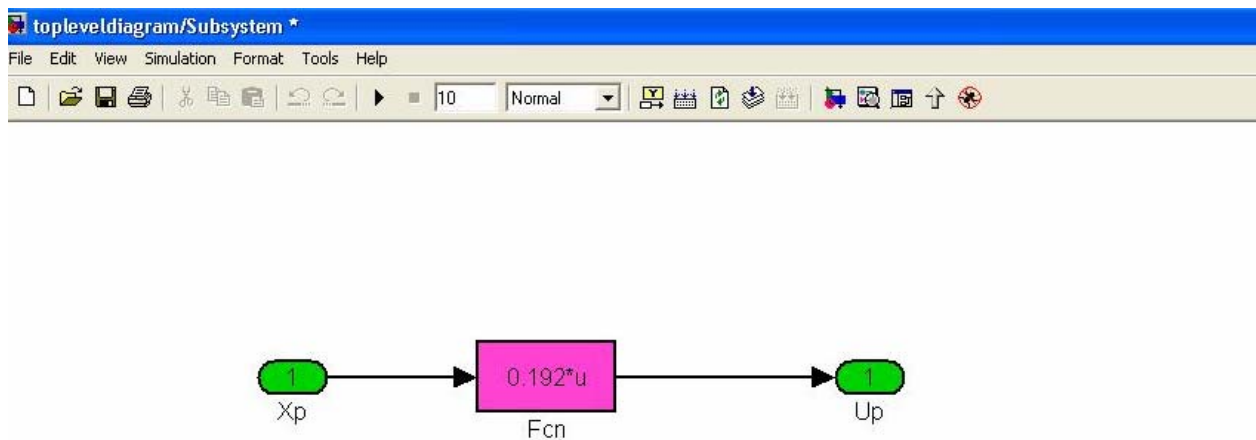 topleveldiagram/Subsystem *
File Edit View Simulation Format Tools Help
10 Normal
1 0.192*u 1
Xp Fcn Up